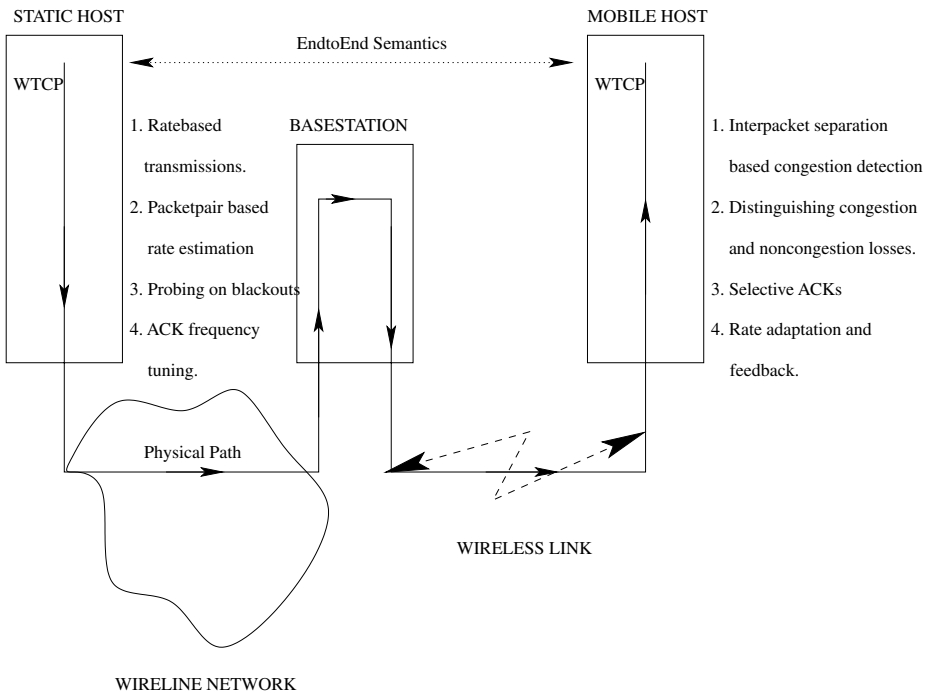 STATIC HOST
MOBILE HOST
EndtoEnd Semantics
WTCP
1. Ratebased
transmissions.
2. Packetpair based
rate estimation
3. Probing on blackouts
4. ACK frequency
tuning.
BASESTATION
WTCP
1. Interpacket separation
based congestion detection
2. Distinguishing congestion
and noncongestion losses.
3. Selective ACKs
4. Rate adaptation and
feedback.
Physical Path
WIRELESS LINK
WIRELINE NETWORK